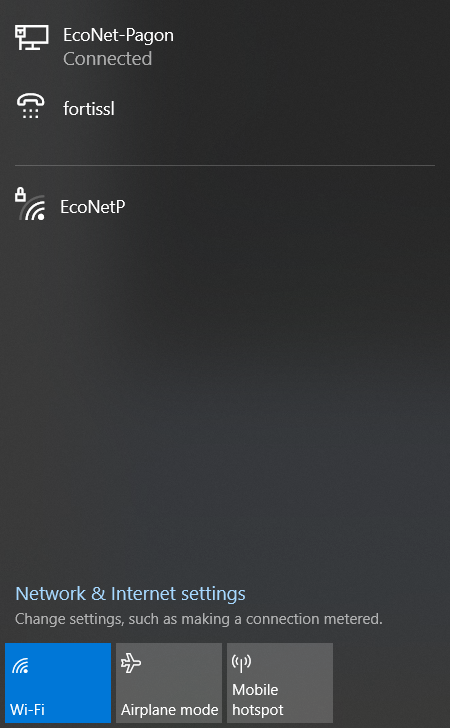 EcoNet-Pagon
Connected
fortissl
EcoNetP
Network & Internet settings
Change settings, such as making a connection metered.
Wi-Fi
Airplane mode
Mobile
hotspot